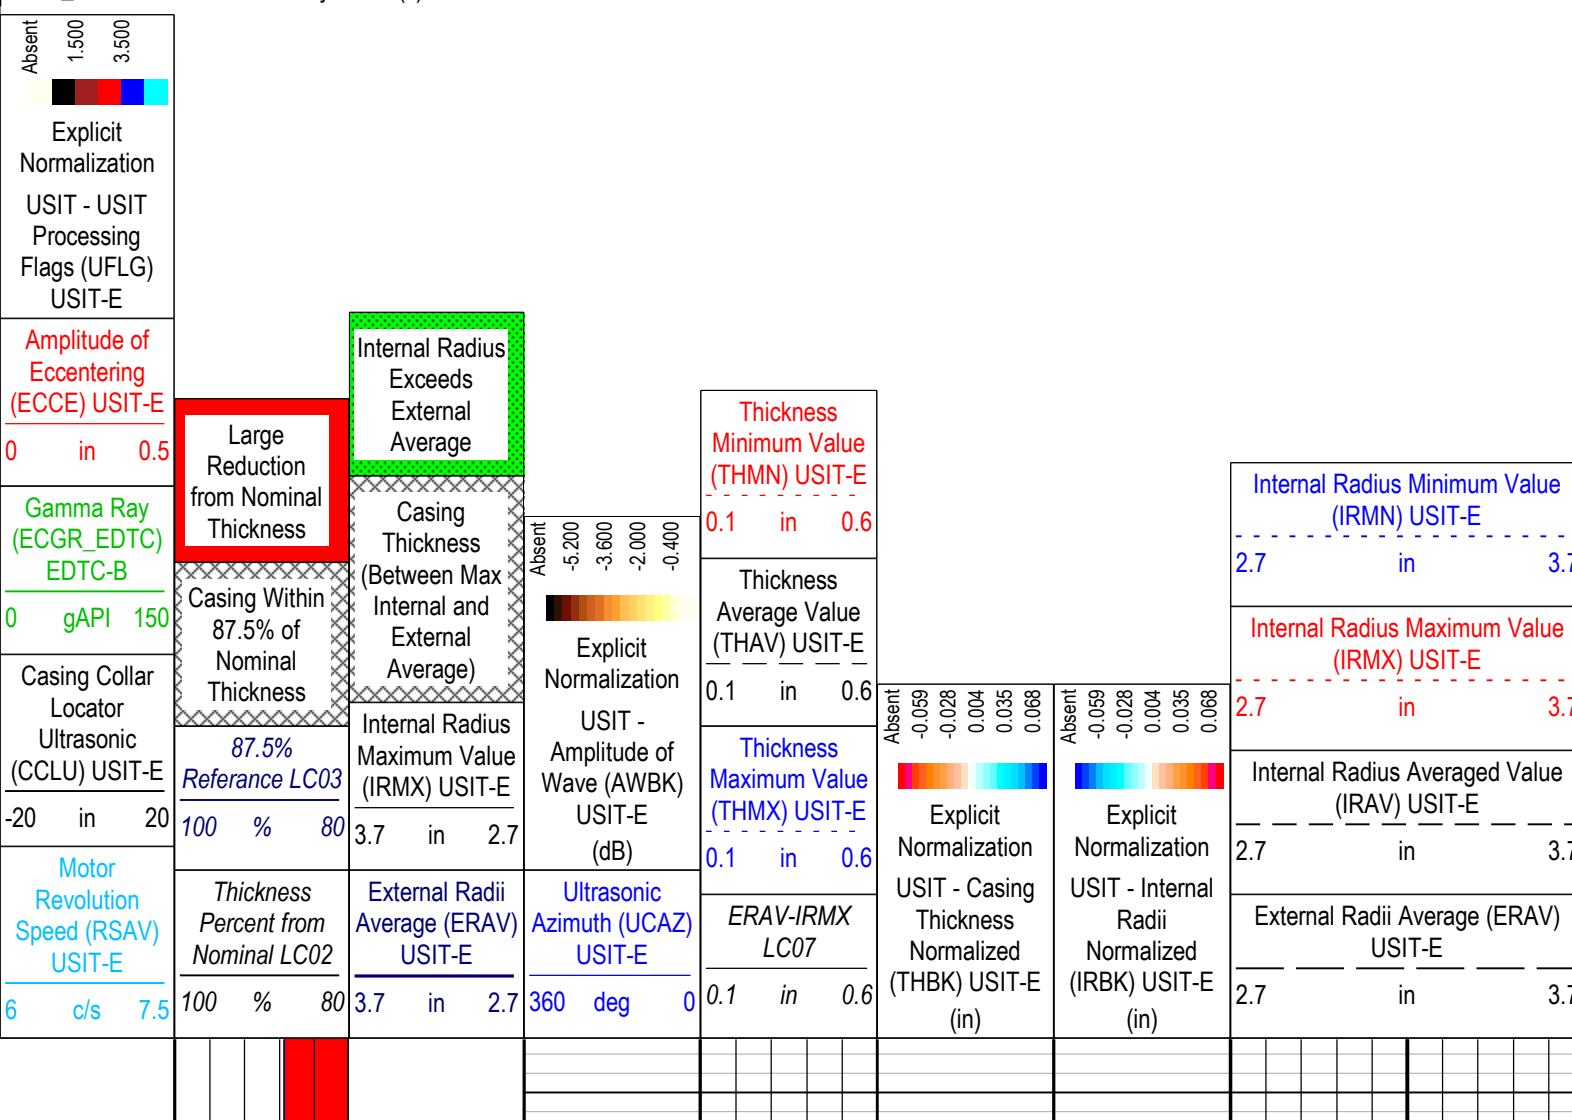 Absent
1.500
3.500
Explicit
Normalization
USIT - USIT
Processing
Flags (UFLG)
USIT-E
Amplitude of
Eccentering
(ECCE) USIT-E
0 in 0.5
Gamma Ray
(ECGR_EDTC)
EDTC-B
0 gAPI 150
Casing Collar
Locator
Ultrasonic
(CCLU) USIT-E
-20 in 20
Motor
Revolution
Speed (RSAV)
USIT-E
6 c/s 7.5
Large
Reduction
from Nominal
Thickness
Casing Within
87.5% of
Nominal
Thickness
87.5%
Referance LC03
100 % 80
Thickness
Percent from
Nominal LC02
100 % 80
Internal Radius
Exceeds
External
Average
Casing
Thickness
(Between Max
Internal and
External
Average)
Internal Radius
Maximum Value
(IRMX) USIT-E
3.7 in 2.7
External Radii
Average (ERAV)
USIT-E
3.7 in 2.7
Absent
-5.200
-3.600
-2.000
-0.400
Explicit
Normalization
USIT -
Amplitude of
Wave (AWBK)
USIT-E
(dB)
Ultrasonic
Azimuth (UCAZ)
USIT-E
360 deg 0
Thickness
Minimum Value
(THMN) USIT-E
0.1 in 0.6
Thickness
Average Value
(THAV) USIT-E
0.1 in 0.6
Thickness
Maximum Value
(THMX) USIT-E
0.1 in 0.6
ERAV-IRMX
LC07
0.1 in 0.6
Absent
-0.059
-0.028
0.004
0.035
0.068
Explicit
Normalization
USIT - Casing
Thickness
Normalized
(THBK) USIT-E
(in)
Absent
-0.059
-0.028
0.004
0.035
0.068
Explicit
Normalization
USIT - Internal
Radii
Normalized
(IRBK) USIT-E
(in)
Internal Radius Minimum Value
(IRMN) USIT-E
2.7 in 3.7
Internal Radius Maximum Value
(IRMX) USIT-E
2.7 in 3.7
Internal Radius Averaged Value
(IRAV) USIT-E
2.7 in 3.7
External Radii Average (ERAV)
USIT-E
2.7 in 3.7